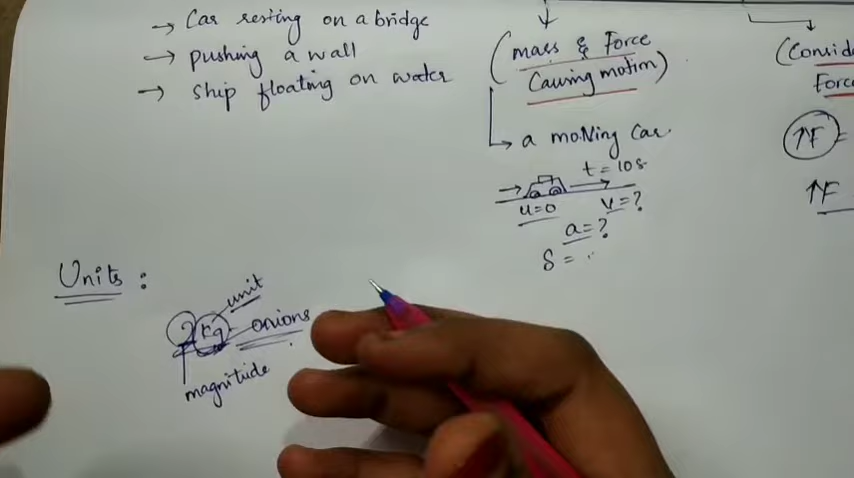 → Car resting on a bridge
→ pushing a wall
→ ship floating on water
(mass & Force
Causing motion)
→ a moving car.
t = 10s
u=0
v=?
a=?
S =
(Consid
Force
↑F =
↑F
Units :
unit
2 kg onions
magnitude